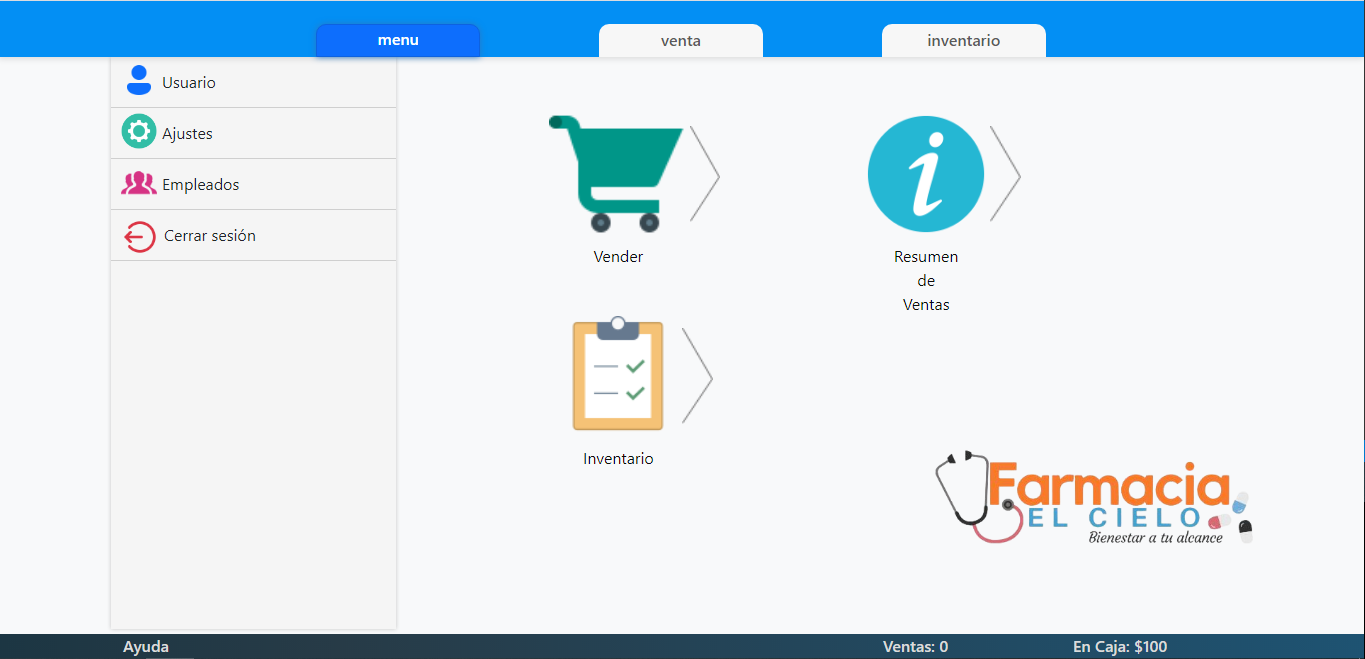 menu
venta
inventario
Usuario
Ajustes
Empleados
Cerrar sesión
Vender
Resumen
de
Ventas
Inventario
Farmacia
EL CIELO
Bienestar a tu alcance
Ayuda
Ventas: 0
En Caja: $100